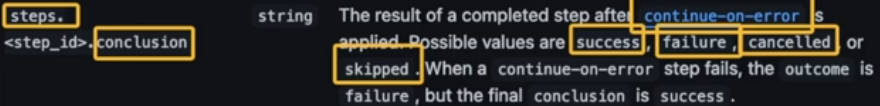 steps. string The result of a completed step after continue-on-error is
<step_id>.conclusion applied. Possible values are success, failure, cancelled, or
skipped. When a continue-on-error step fails, the outcome is
failure, but the final conclusion is success.